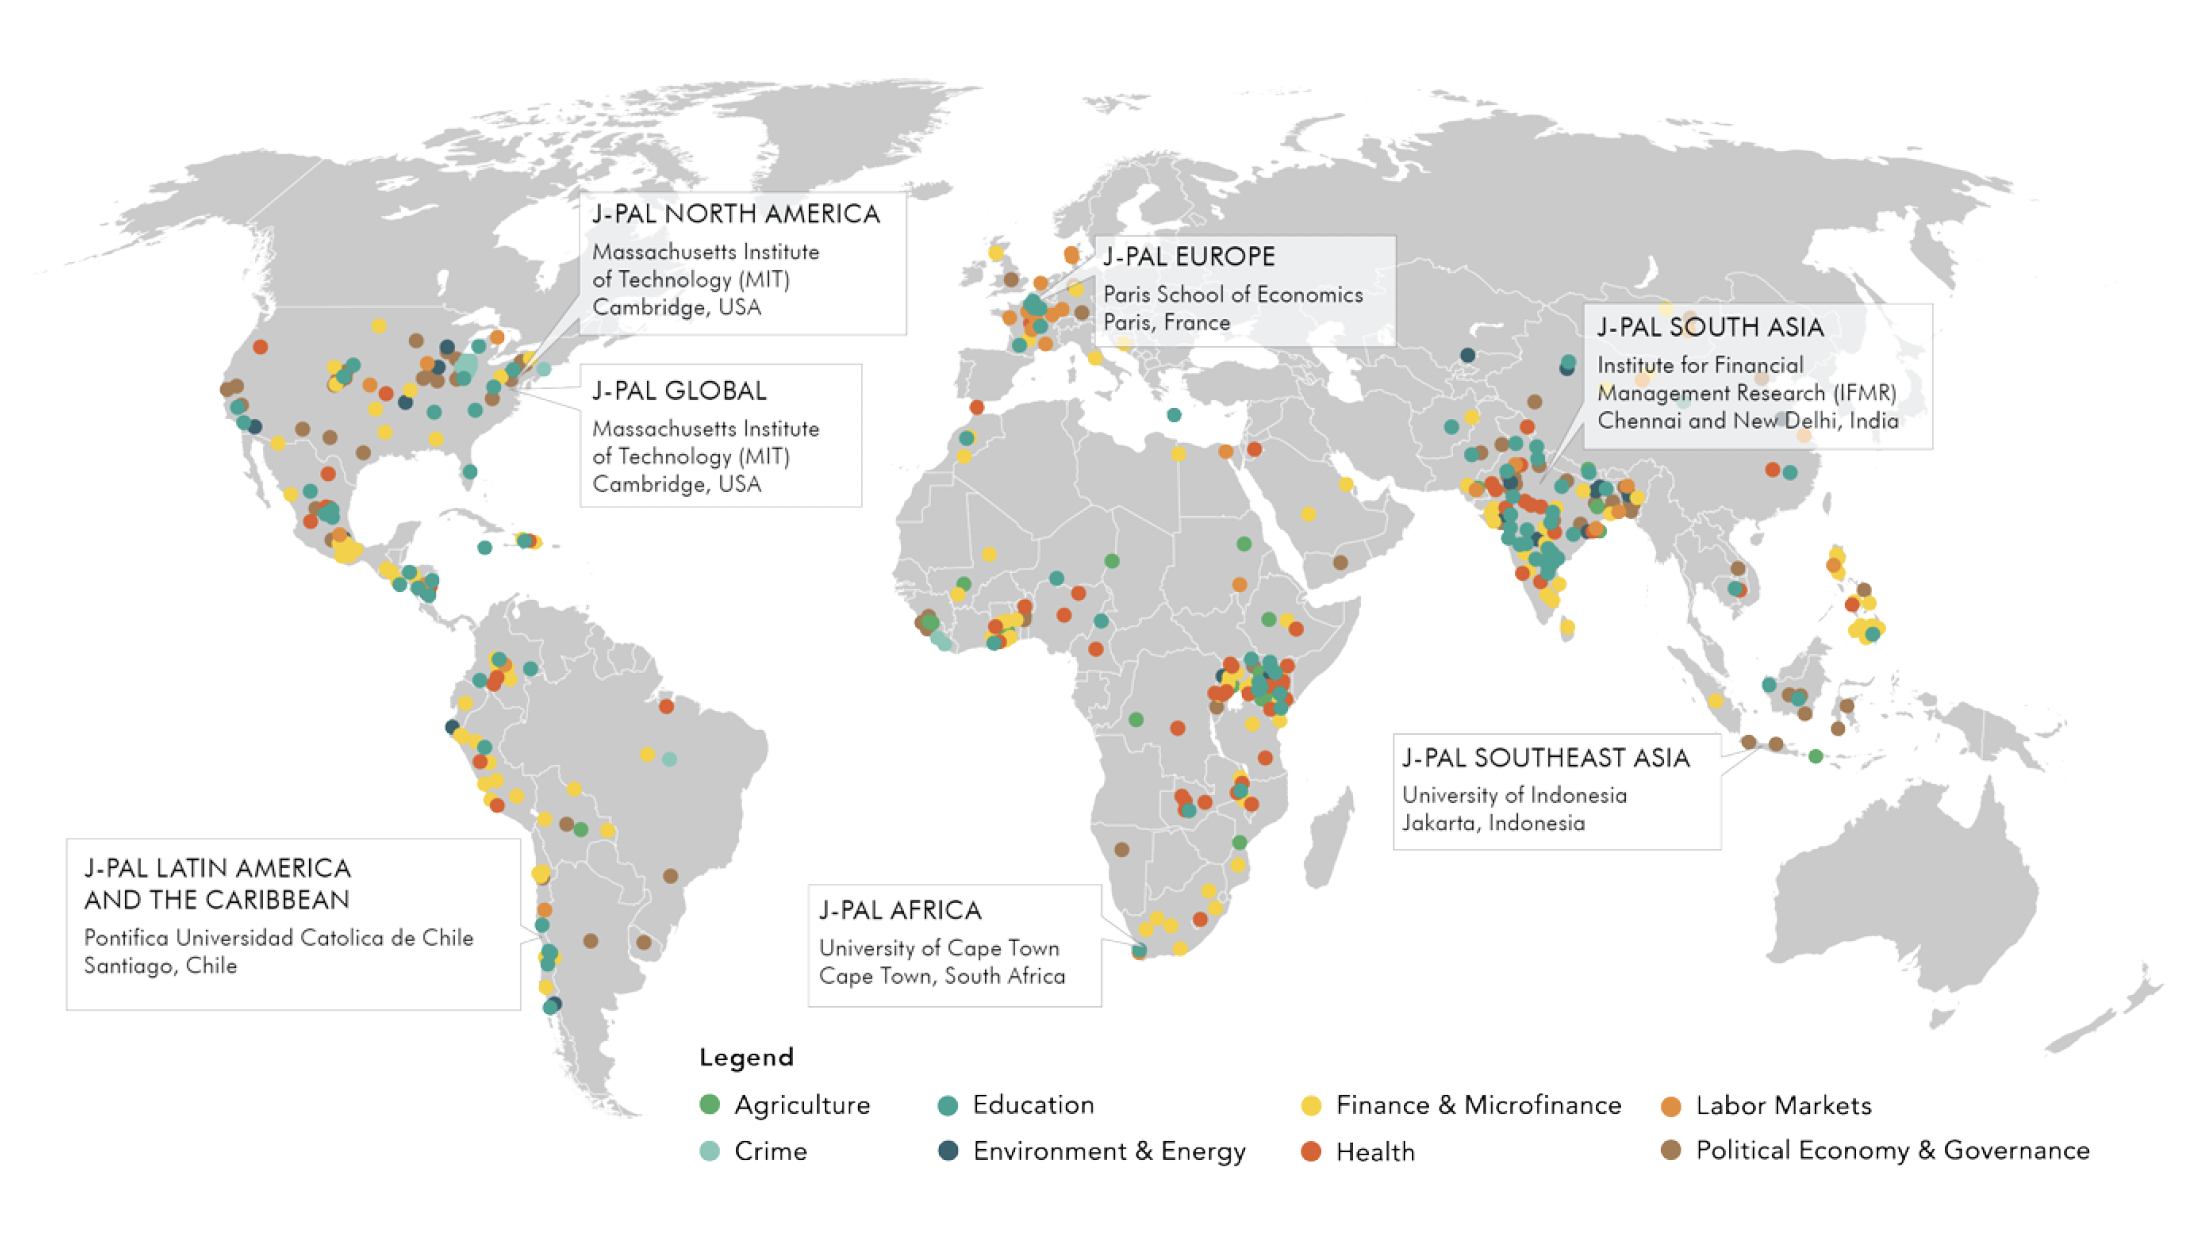 J-PAL NORTH AMERICA
Massachusetts Institute
of Technology (MIT)
Cambridge, USA
J-PAL GLOBAL
Massachusetts Institute
of Technology (MIT)
Cambridge, USA
J-PAL EUROPE
Paris School of Economics
Paris, France
J-PAL SOUTH ASIA
Institute for Financial
Management Research (IFMR)
Chennai and New Delhi, India
J-PAL SOUTHEAST ASIA
University of Indonesia
Jakarta, Indonesia
J-PAL LATIN AMERICA
AND THE CARIBBEAN
Pontifica Universidad Catolica de Chile
Santiago, Chile
J-PAL AFRICA
University of Cape Town
Cape Town, South Africa
Legend
Agriculture
Education
Finance & Microfinance
Labor Markets
Crime
Environment & Energy
Health
Political Economy & Governance